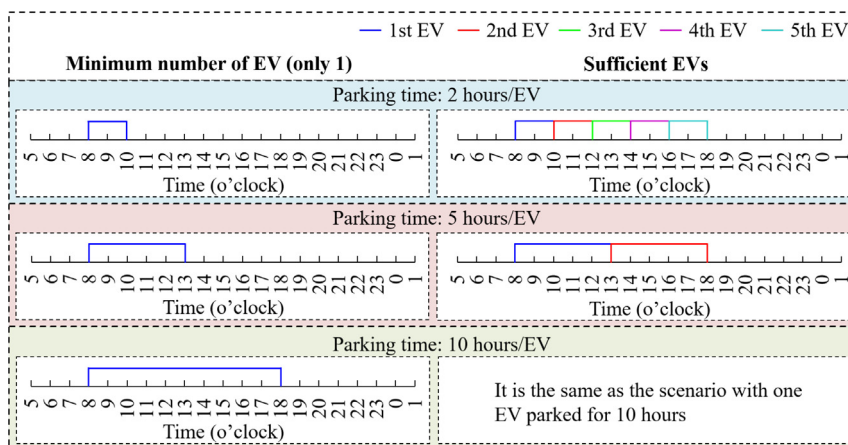 1st EV 2nd EV 3rd EV 4th EV 5th EV
Minimum number of EV (only 1) Sufficient EVs
Parking time: 2 hours/EV
5 6 7 8 9 10 11 12 13 14 15 16 17 18 19 20 21 22 23 0 1
Time (o’clock)
5 6 7 8 9 10 11 12 13 14 15 16 17 18 19 20 21 22 23 0 1
Time (o’clock)
Parking time: 5 hours/EV
5 6 7 8 9 10 11 12 13 14 15 16 17 18 19 20 21 22 23 0 1
Time (o’clock)
5 6 7 8 9 10 11 12 13 14 15 16 17 18 19 20 21 22 23 0 1
Time (o’clock)
Parking time: 10 hours/EV
5 6 7 8 9 10 11 12 13 14 15 16 17 18 19 20 21 22 23 0 1
Time (o’clock)
It is the same as the scenario with one
EV parked for 10 hours